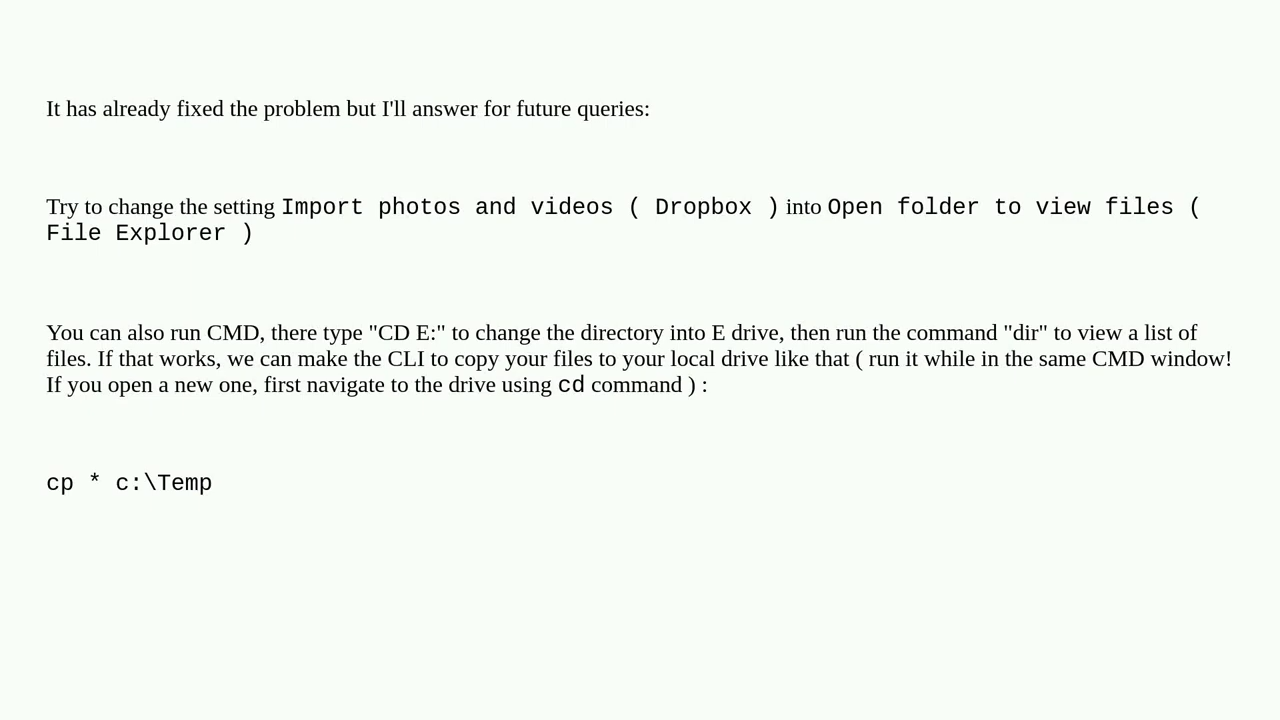 It has already fixed the problem but I'll answer for future queries:
Try to change the setting Import photos and videos ( Dropbox ) into Open folder to view files (
File Explorer )
You can also run CMD, there type "CD E:" to change the directory into E drive, then run the command "dir" to view a list of
files. If that works, we can make the CLI to copy your files to your local drive like that ( run it while in the same CMD window!
If you open a new one, first navigate to the drive using cd command ) :
cp * c:\Temp